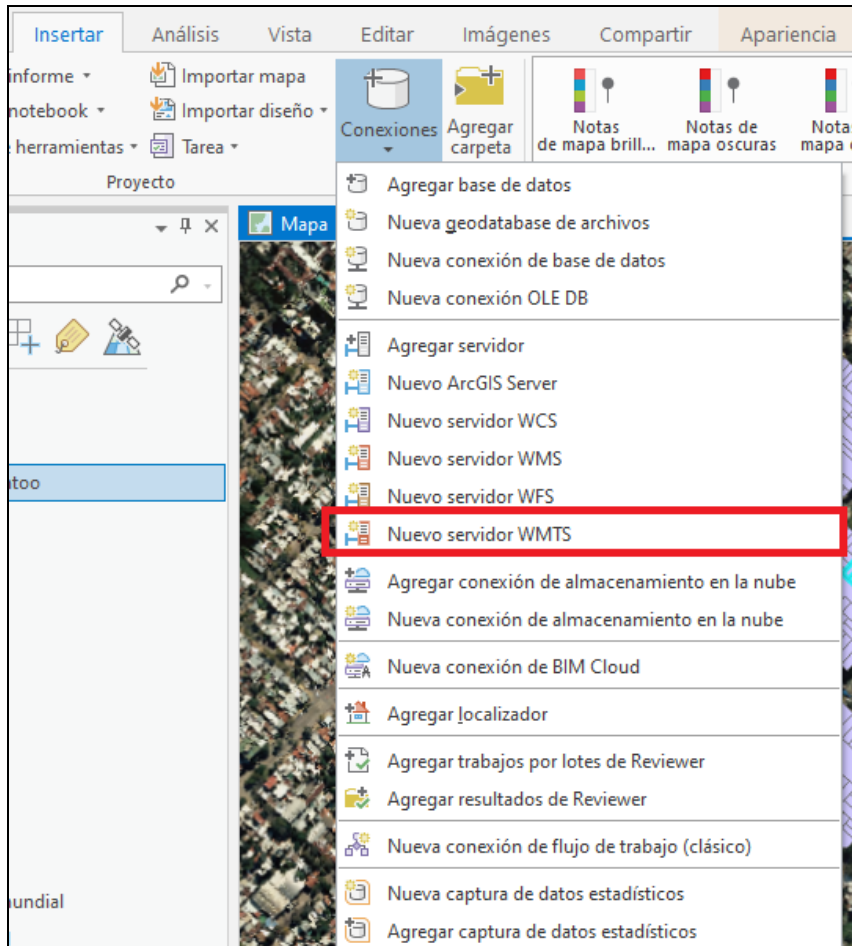 Insertar Análisis Vista Editar Imágenes Compartir Apariencia
informe Importar mapa
notebook Importar diseño
herramientas Tarea
Conexiones
Agregar
carpeta
Notas
de mapa brill...
Notas de
mapa oscuras
Nota
mapa
Proyecto
Mapa
Agregar base de datos
Nueva geodatabase de archivos
Nueva conexión de base de datos
Nueva conexión OLE DB
Agregar servidor
Nuevo ArcGIS Server
Nuevo servidor WCS
Nuevo servidor WMS
Nuevo servidor WFS
Nuevo servidor WMTS
Agregar conexión de almacenamiento en la nube
Nueva conexión de almacenamiento en la nube
Nueva conexión de BIM Cloud
Agregar localizador
Agregar trabajos por lotes de Reviewer
Agregar resultados de Reviewer
Nueva conexión de flujo de trabajo (clásico)
Nueva captura de datos estadísticos
Agregar captura de datos estadísticos
atoo
undial